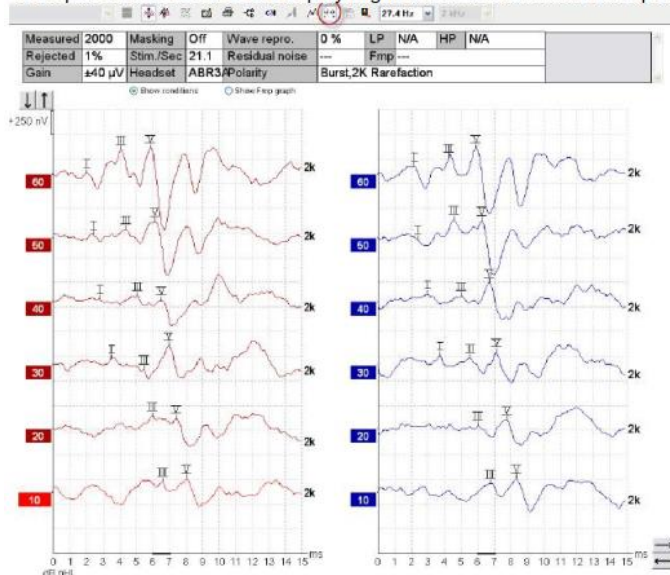 27.4 Hz 2 kHz
Measured 2000 Masking Off Wave repro. 0 % LP N/A HP N/A
Rejected 1% Stim./Sec 21.1 Residual noise --- Fmp ---
Gain ±40 µV Headset ABR3A Polarity Burst,2K Rarefaction
Show conditions Show Fmp graph
+250 nV
I III V 2k I III V 2k
60 60
I III V 2k I III V 2k
50 50
I III V 2k I III V 2k
40 40
I III V 2k I III V 2k
30 30
III V 2k III V 2k
20 20
III V 2k III V 2k
10 10
ms ms
0 1 2 3 4 5 6 7 8 9 10 11 12 13 14 15 0 1 2 3 4 5 6 7 8 9 10 11 12 13 14 15
dB nHL